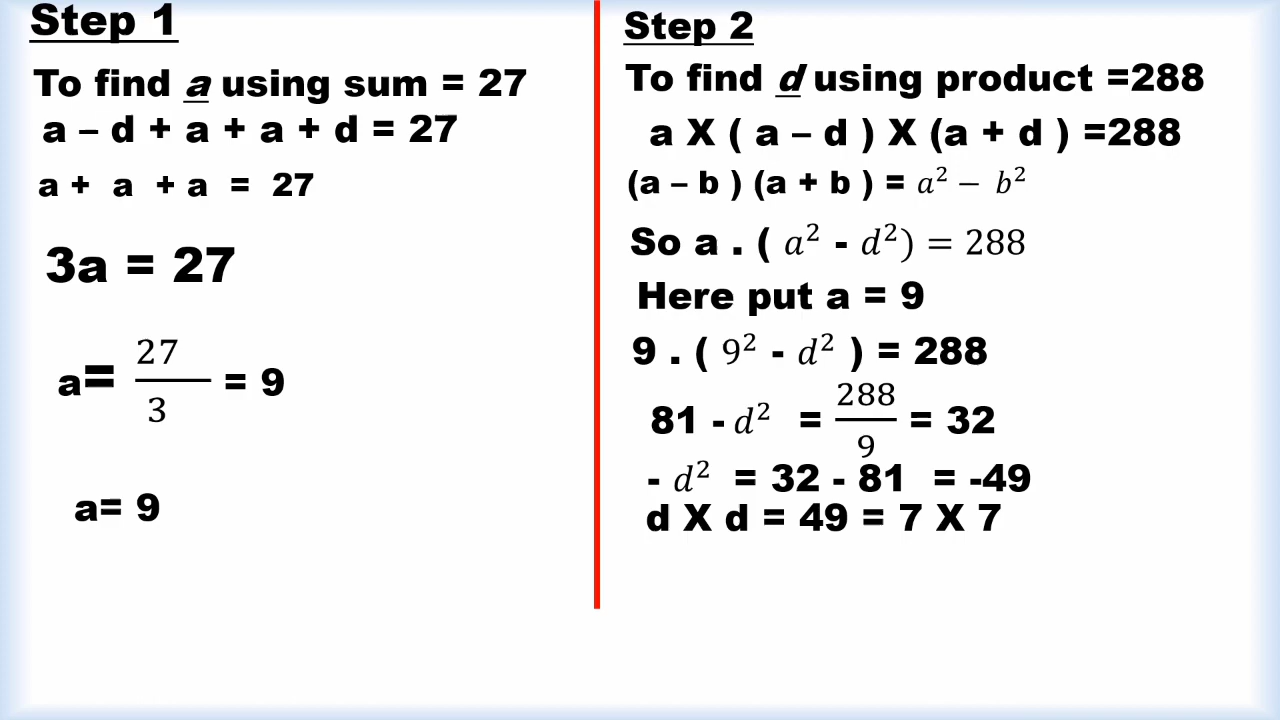 Step 1
To find a using sum = 27
a – d + a + a + d = 27
a + a + a = 27
3a = 27
a= 27/3 = 9
a= 9
Step 2
To find d using product =288
a X ( a – d ) X (a + d ) =288
(a – b ) (a + b ) = a² − b²
So a . ( a² - d²) = 288
Here put a = 9
9 . ( 9² - d² ) = 288
81 - d² = 288/9 = 32
- d² = 32 - 81 = -49
d X d = 49 = 7 X 7